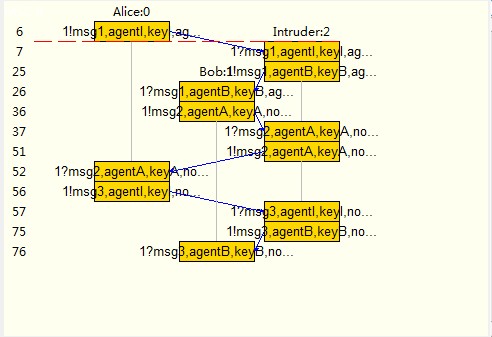 Alice:0
6 1!msg1,agentI,keyI,ag...
Intruder:2
7 1?msg1,agentI,keyI,ag...
25 Bob:1 1!msg1,agentB,keyB,ag...
26 1?msg1,agentB,keyB,ag...
36 1!msg2,agentA,keyA,no...
37 1?msg2,agentA,keyA,no...
51 1!msg2,agentA,keyA,no...
52 1?msg2,agentA,keyA,no...
56 1!msg3,agentI,keyI,no...
57 1?msg3,agentI,keyI,no...
75 1!msg3,agentB,keyB,no...
76 1?msg3,agentB,keyB,no...